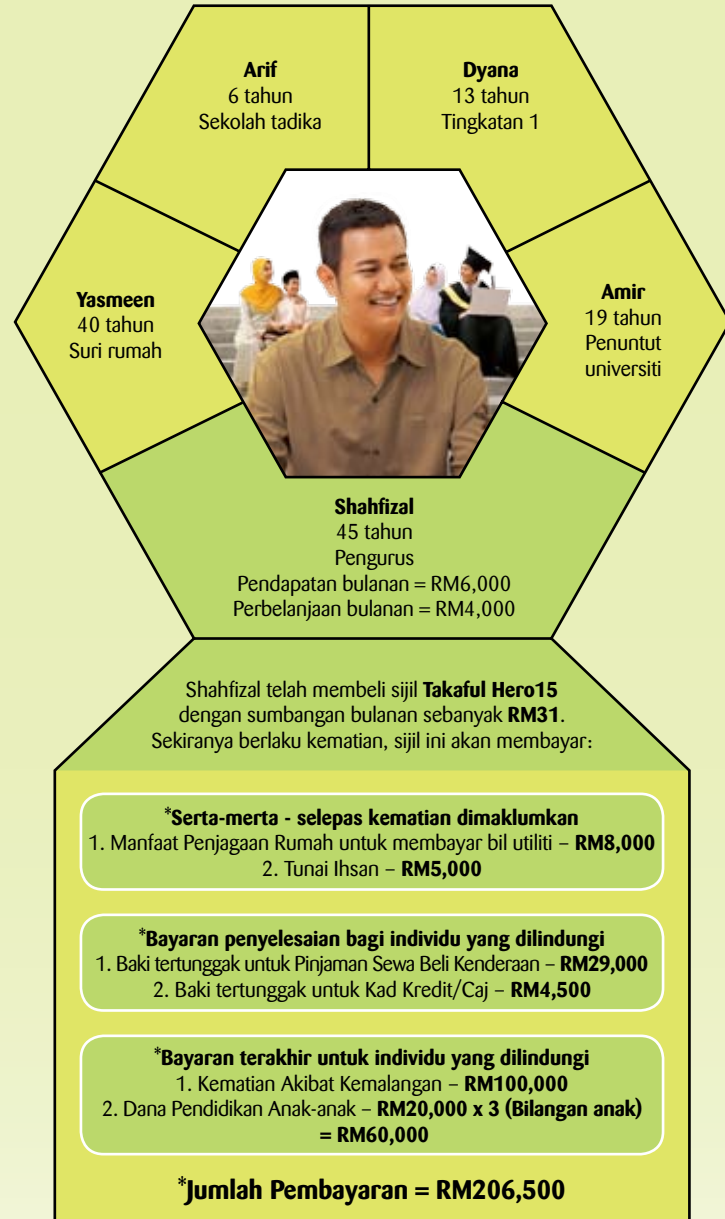 Arif
6 tahun
Sekolah tadika
Dyana
13 tahun
Tingkatan 1
Yasmeen
40 tahun
Suri rumah
Amir
19 tahun
Penuntut
universiti
Shahfizal
45 tahun
Pengurus
Pendapatan bulanan = RM6,000
Perbelanjaan bulanan = RM4,000
Shahfizal telah membeli sijil Takaful Hero15
dengan sumbangan bulanan sebanyak RM31.
Sekiranya berlaku kematian, sijil ini akan membayar:
*Serta-merta - selepas kematian dimaklumkan
1. Manfaat Penjagaan Rumah untuk membayar bil utiliti – RM8,000
2. Tunai Ihsan – RM5,000
*Bayaran penyelesaian bagi individu yang dilindungi
1. Baki tertunggak untuk Pinjaman Sewa Beli Kenderaan – RM29,000
2. Baki tertunggak untuk Kad Kredit/Caj – RM4,500
*Bayaran terakhir untuk individu yang dilindungi
1. Kematian Akibat Kemalangan – RM100,000
2. Dana Pendidikan Anak-anak – RM20,000 x 3 (Bilangan anak)
= RM60,000
*Jumlah Pembayaran = RM206,500